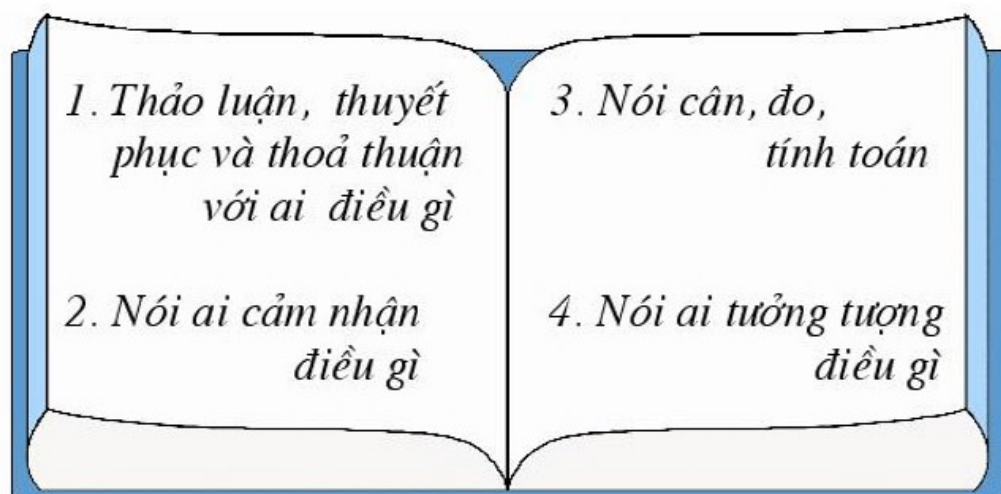 1. Thảo luận, thuyết
phục và thoả thuận
với ai điều gì
2. Nói ai cảm nhận
điều gì
3. Nói cân, đo,
tính toán
4. Nói ai tưởng tượng
điều gì